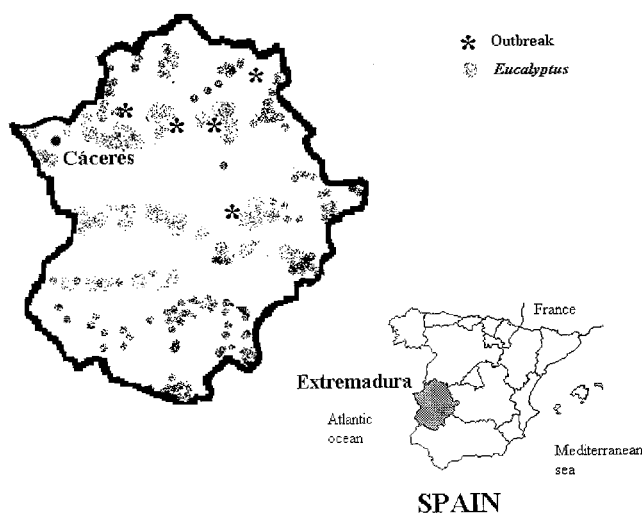 * Outbreak
Eucalyptus
Cáceres
France
Extremadura
Atlantic
ocean
Mediterranean
sea
SPAIN